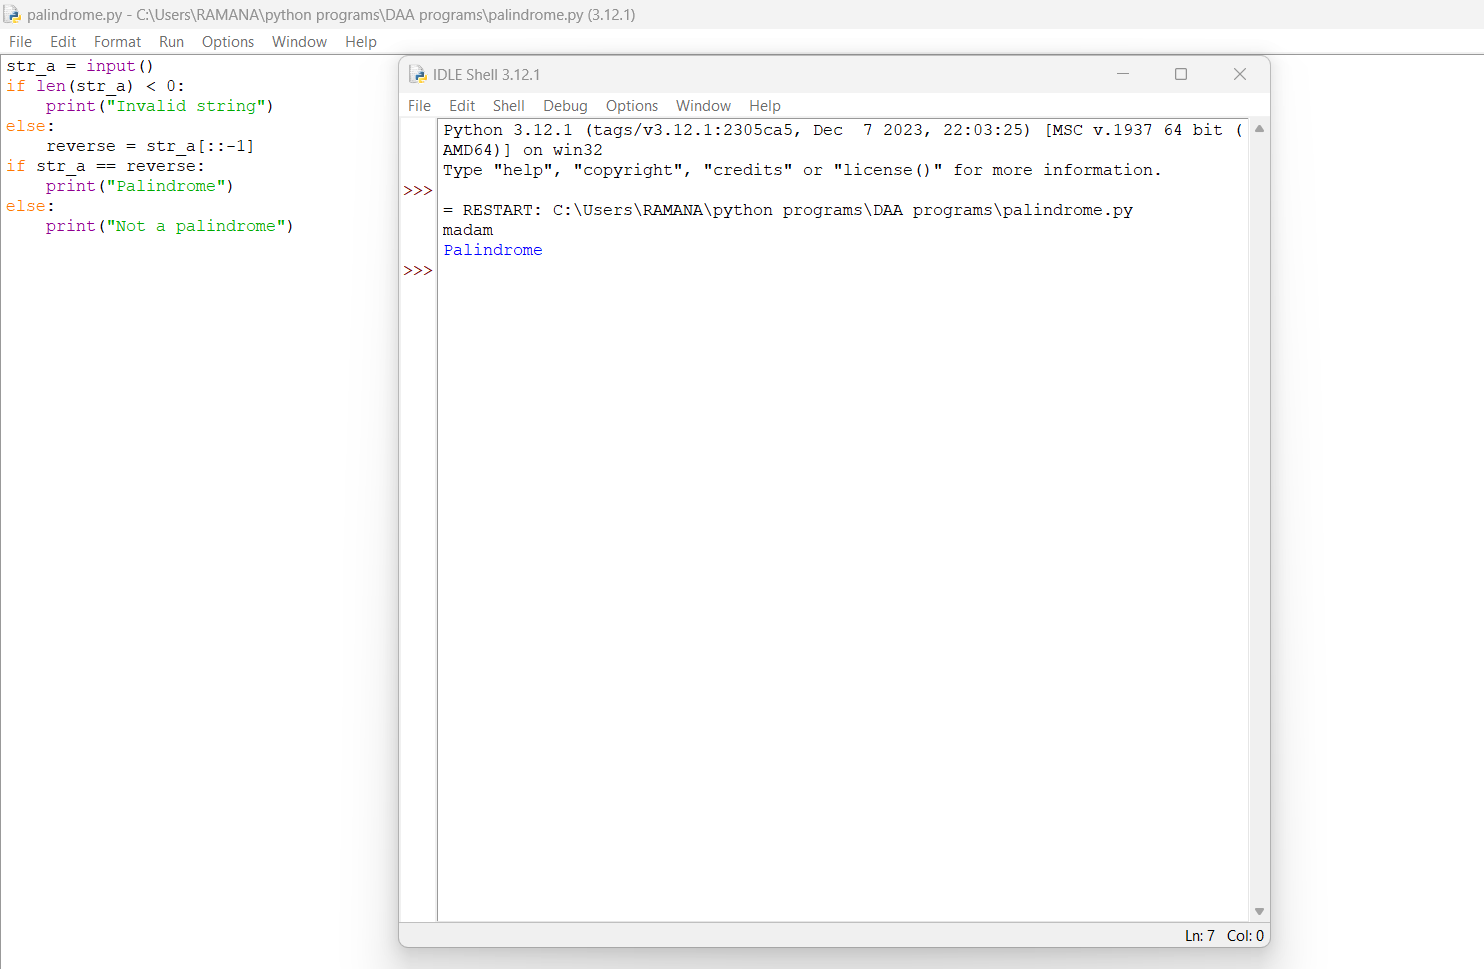 palindrome.py - C:\Users\RAMANA\python programs\DAA programs\palindrome.py (3.12.1)
File Edit Format Run Options Window Help
str_a = input()
if len(str_a) < 0:
    print("Invalid string")
else:
    reverse = str_a[::-1]
if str_a == reverse:
    print("Palindrome")
else:
    print("Not a palindrome")
IDLE Shell 3.12.1
File Edit Shell Debug Options Window Help
Python 3.12.1 (tags/v3.12.1:2305ca5, Dec  7 2023, 22:03:25) [MSC v.1937 64 bit (
AMD64)] on win32
Type "help", "copyright", "credits" or "license()" for more information.
>>>
= RESTART: C:\Users\RAMANA\python programs\DAA programs\palindrome.py
madam
Palindrome
>>>
Ln: 7 Col: 0